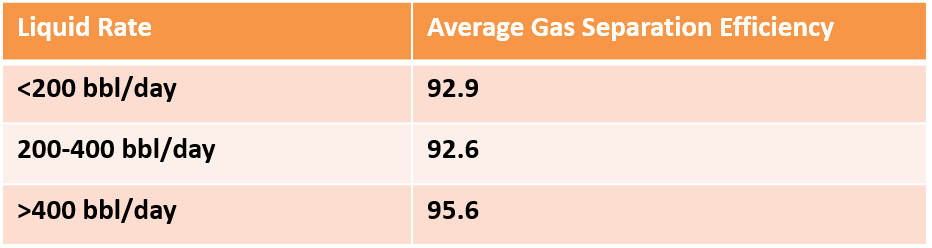 Liquid Rate Average Gas Separation Efficiency
<200 bbl/day 92.9
200-400 bbl/day 92.6
>400 bbl/day 95.6